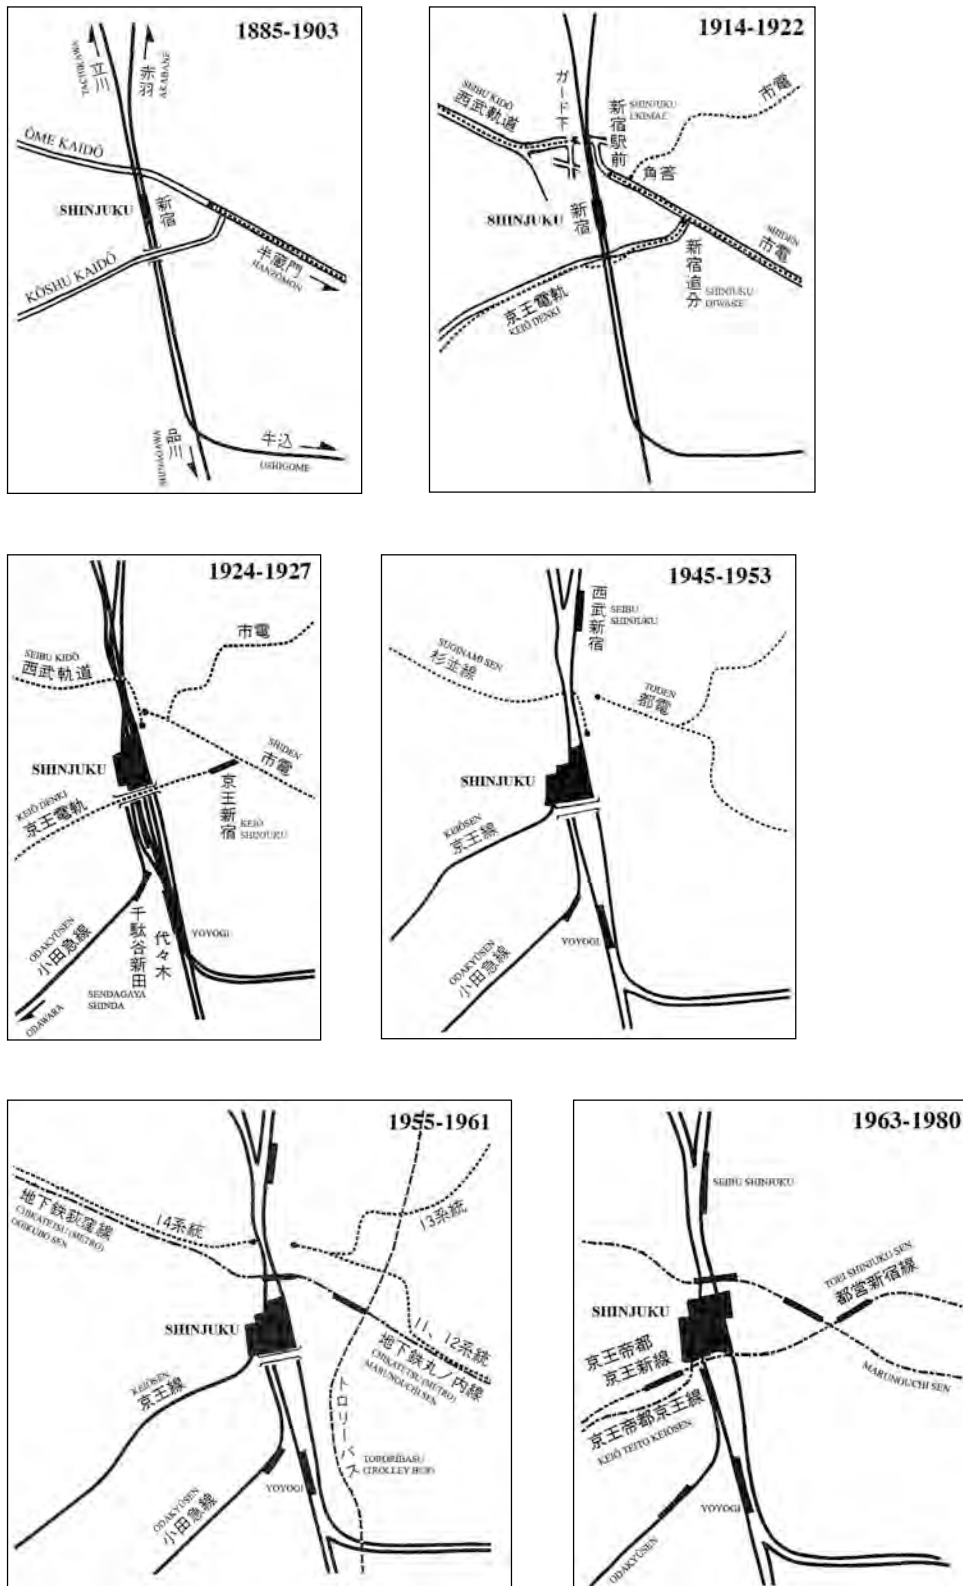 1885-1903
TACHIKAWA
立川
赤羽
AKABANE
ŌME KAIDŌ
SHINJUKU
新宿
KŌSHU KAIDŌ
半蔵門
HANZŌMON
SHINAGAWA
品川
牛込
USHIGOME
1914-1922
SEIBU KIDŌ
西武軌道
ガード下
新宿駅前
SHINJUKU
EKIMAE
市電
角筈
SHINJUKU
新宿
SHIDEN
市電
新宿追分
SHINJUKU
OIWAKE
京王電軌
KEIŌ DENKI
1924-1927
SEIBU KIDŌ
西武軌道
市電
SHINJUKU
SHIDEN
市電
KEIŌ DENKI
京王電軌
京王新宿
KEIŌ
SHINJUKU
ODAKYŪSEN
小田急線
千駄谷新田
代々木
YOYOGI
SENDAGAYA
SHINDA
ODAWARA
1945-1953
西武新宿
SEIBU
SHINJUKU
SUGINAMI SEN
杉並線
TODEN
都電
SHINJUKU
KEIŌSEN
京王線
ODAKYŪSEN
小田急線
YOYOGI
1955-1961
地下鉄荻窪線
CHIKATETSU (METRO)
OGIKUBO SEN
14系統
13系統
SHINJUKU
11、12系統
地下鉄丸ノ内線
CHIKATETSU (METRO)
MARUNOUCHI SEN
KEIŌSEN
京王線
トロリーバス
TORORĪBASU
(TROLLEY BUS)
ODAKYŪSEN
小田急線
YOYOGI
1963-1980
SEIBU SHINJUKU
TOEI SHINJUKU SEN
都営新宿線
SHINJUKU
京王帝都
京王新線
MARUNOUCHI SEN
京王帝都京王線
KEIŌ TEITO KEIŌSEN
YOYOGI
ODAKYŪSEN